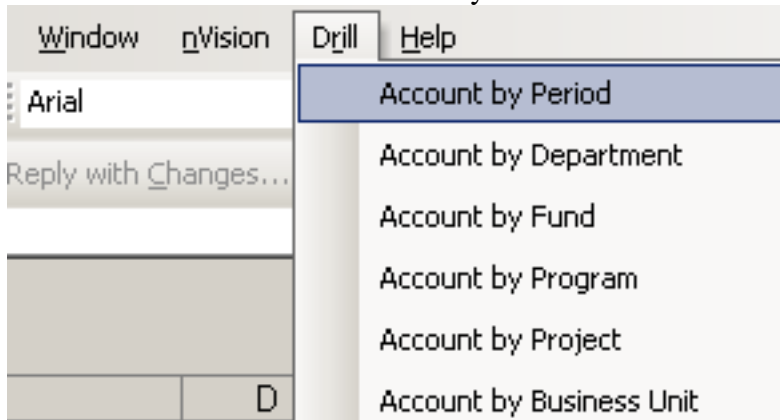 Window nVision Drill Help
Arial
Account by Period
Account by Department
Reply with Changes...
Account by Fund
Account by Program
Account by Project
D
Account by Business Unit